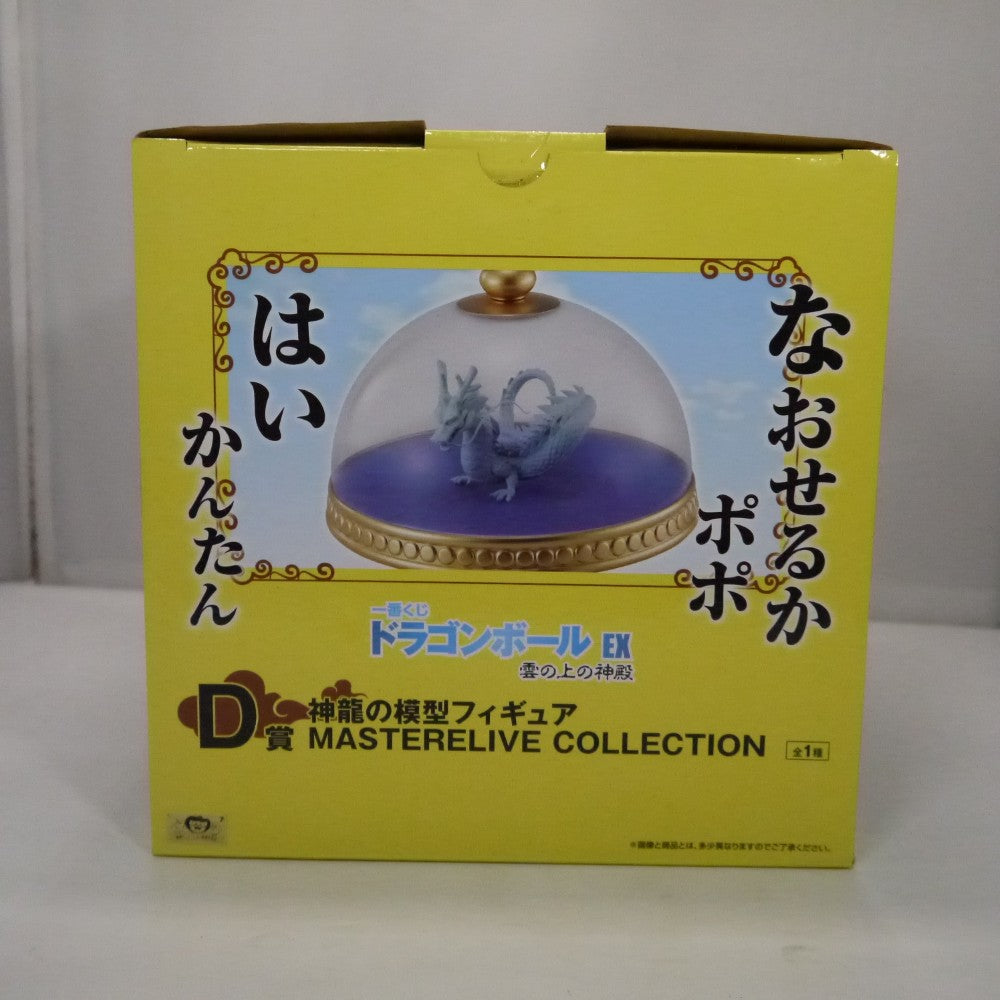 なおせるか
ポポ
はい
かんたん
一番くじ
ドラゴンボール EX
雲の上の神殿
D賞
神龍の模型フィギュア
MASTERELIVE COLLECTION
全1種
※画像と商品とは、多少異なりますのでご了承ください。